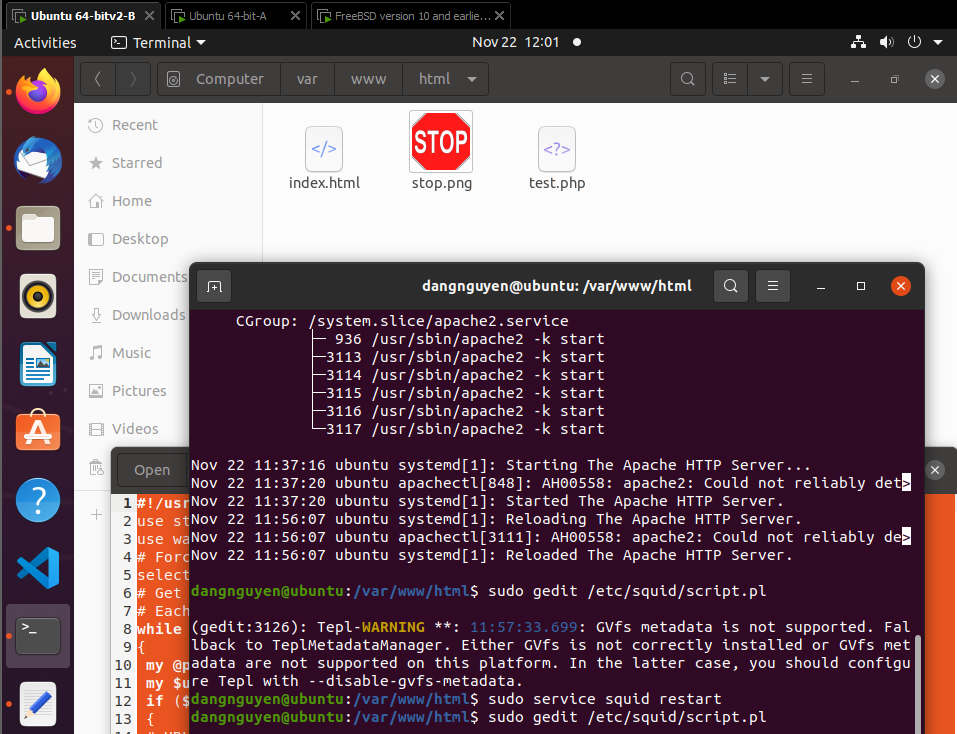 Ubuntu 64-bitv2-B
Ubuntu 64-bit-A
FreeBSD version 10 and earlie...
Activities
Terminal
Nov 22 12:01
Computer
var
www
html
Recent
Starred
Home
Desktop
Documents
Downloads
Music
Pictures
Videos
</>
STOP
<?>
index.html
stop.png
test.php
dangnguyen@ubuntu: /var/www/html
CGroup: /system.slice/apache2.service
├─ 936 /usr/sbin/apache2 -k start
├─3113 /usr/sbin/apache2 -k start
├─3114 /usr/sbin/apache2 -k start
├─3115 /usr/sbin/apache2 -k start
├─3116 /usr/sbin/apache2 -k start
└─3117 /usr/sbin/apache2 -k start
Nov 22 11:37:16 ubuntu systemd[1]: Starting The Apache HTTP Server...
Nov 22 11:37:20 ubuntu apachectl[848]: AH00558: apache2: Could not reliably det>
Nov 22 11:37:20 ubuntu systemd[1]: Started The Apache HTTP Server.
Nov 22 11:56:07 ubuntu systemd[1]: Reloading The Apache HTTP Server.
Nov 22 11:56:07 ubuntu apachectl[3111]: AH00558: apache2: Could not reliably de>
Nov 22 11:56:07 ubuntu systemd[1]: Reloaded The Apache HTTP Server.
dangnguyen@ubuntu:/var/www/html$ sudo gedit /etc/squid/script.pl
(gedit:3126): Tepl-WARNING **: 11:57:33.699: GVfs metadata is not supported. Fal
lback to TeplMetadataManager. Either GVfs is not correctly installed or GVfs met
adata are not supported on this platform. In the latter case, you should configu
re Tepl with --disable-gvfs-metadata.
dangnguyen@ubuntu:/var/www/html$ sudo service squid restart
dangnguyen@ubuntu:/var/www/html$ sudo gedit /etc/squid/script.pl
Open
1 #!/usr
2 use st
3 use wa
4 # Forc
5 select
6 # Get
7 # Each
8 while
9 {
10 my @p
11 my $u
12 if ($
13 {